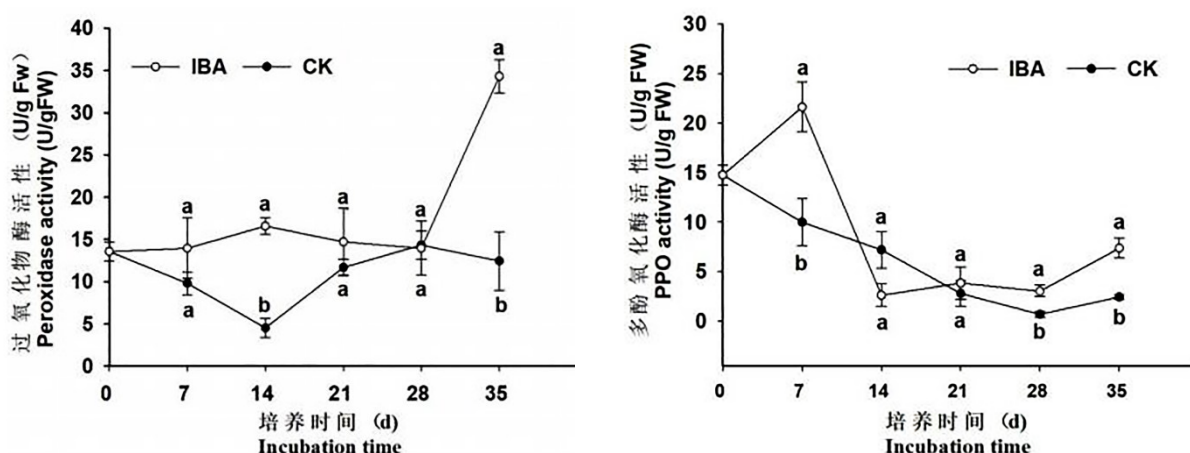 过氧化物酶活性 (U/g Fw)
Peroxidase activity (U/gFW)
40
35
30
25
20
15
10
5
0
IBA
CK
a
a
a
a
a
a
b
a
a
b
0 7 14 21 28 35
培养时间 (d)
Incubation time
多酚氧化酶活性 (U/g FW)
PPO activity (U/g FW)
30
25
20
15
10
5
0
IBA
CK
a
a
a
a
a
b
a
a
b
b
0 7 14 21 28 35
培养时间 (d)
Incubation time